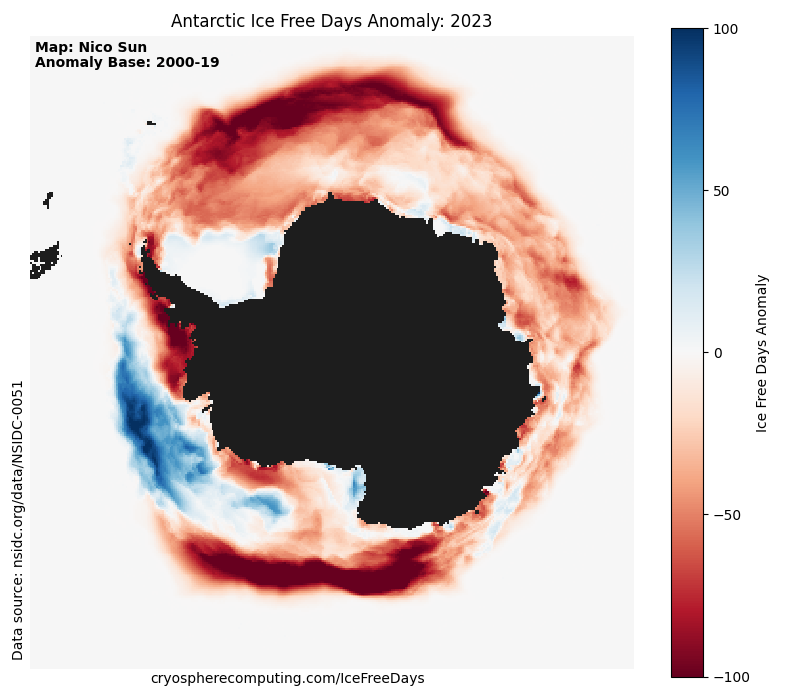 Antarctic Ice Free Days Anomaly: 2023
Map: Nico Sun
Anomaly Base: 2000-19
Data source: nsidc.org/data/NSIDC-0051
cryospherecomputing.com/IceFreeDays
100
50
0
−50
−100
Ice Free Days Anomaly